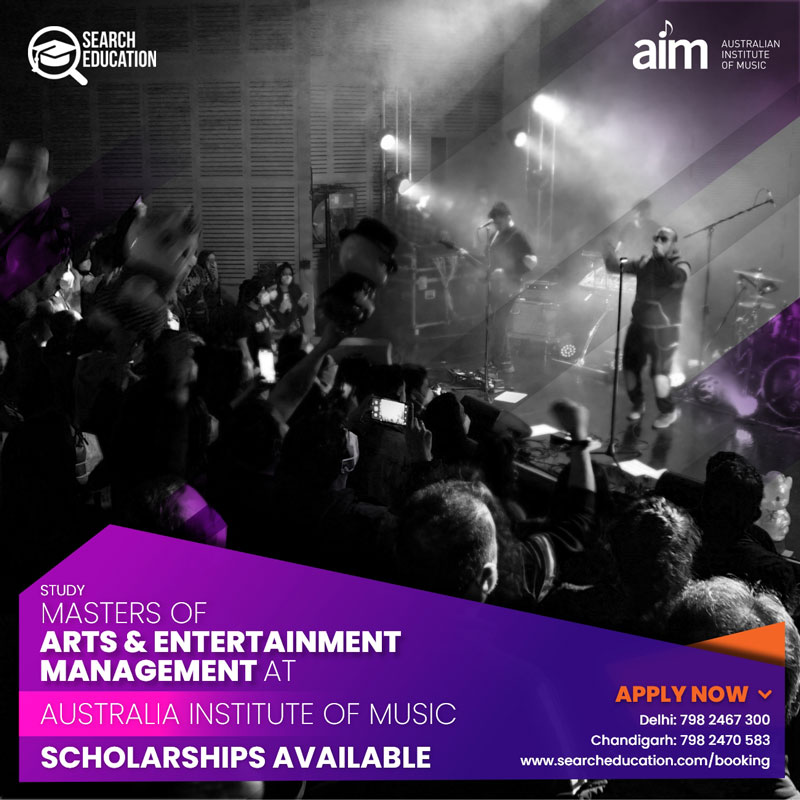 SEARCH
EDUCATION
aim
AUSTRALIAN
INSTITUTE
OF MUSIC
STUDY
MASTERS OF
ARTS & ENTERTAINMENT
MANAGEMENT AT
AUSTRALIA INSTITUTE OF MUSIC
SCHOLARSHIPS AVAILABLE
APPLY NOW
Delhi: 798 2467 300
Chandigarh: 798 2470 583
www.searcheducation.com/booking